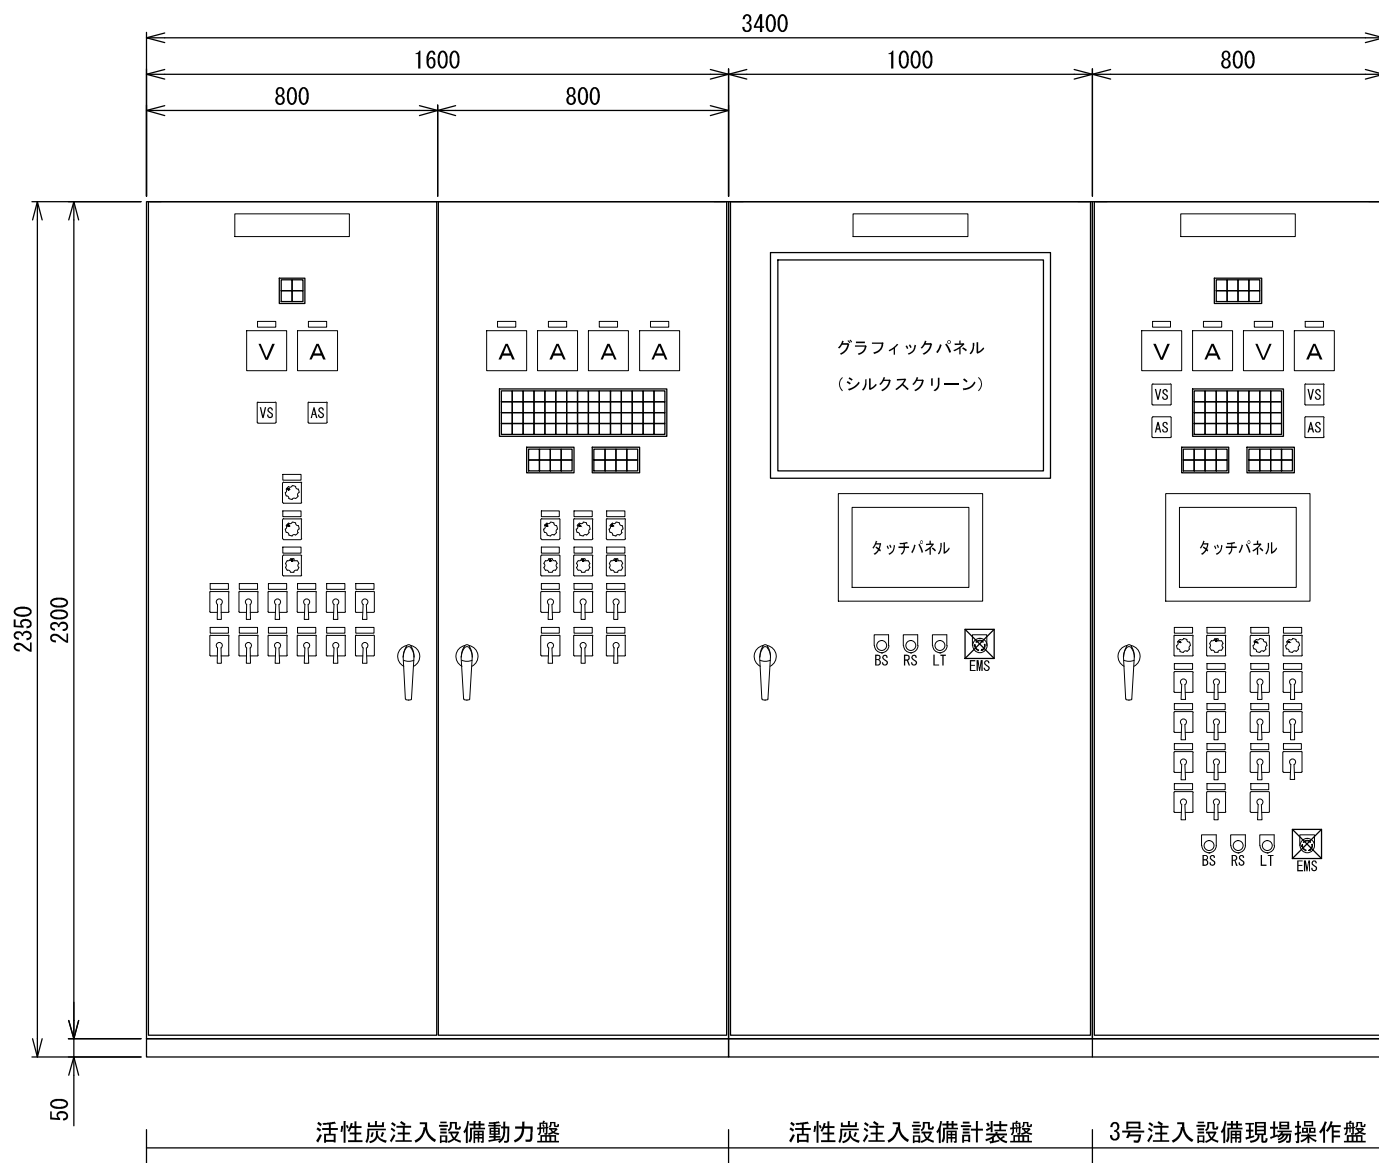 3400
1600
1000
800
800
800
V
A
A
A
A
A
グラフィックパネル
(シルクスクリーン)
V
A
V
A
VS
AS
VS
AS
VS
AS
タッチパネル
タッチパネル
2350
2300
BS
RS
LT
EMS
BS
RS
LT
EMS
50
活性炭注入設備動力盤
活性炭注入設備計装盤
3号注入設備現場操作盤